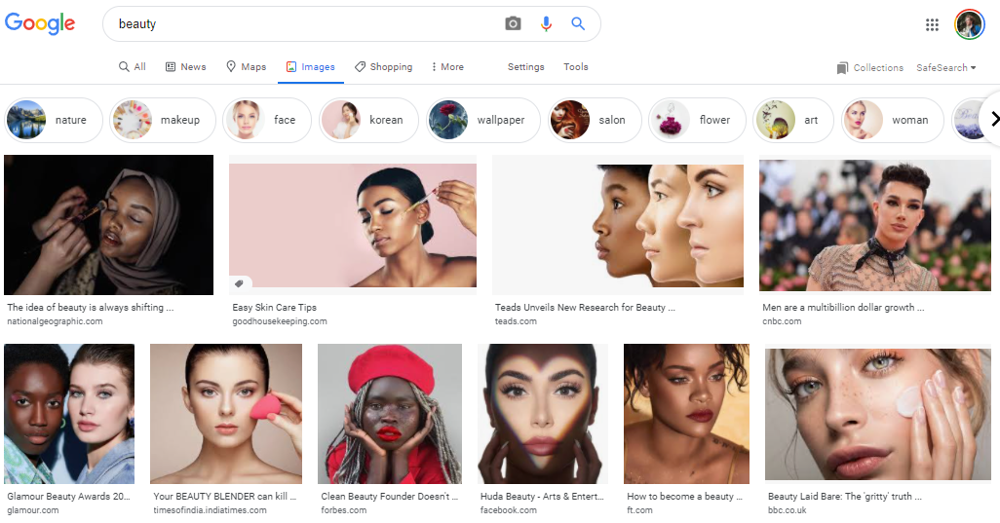 Google
beauty
All
News
Maps
Images
Shopping
More
Settings
Tools
Collections
SafeSearch
nature
makeup
face
korean
wallpaper
salon
flower
art
woman
The idea of beauty is always shifting ...
nationalgeographic.com
Easy Skin Care Tips
goodhousekeeping.com
Teads Unveils New Research for Beauty ...
teads.com
Men are a multibillion dollar growth ...
cnbc.com
Glamour Beauty Awards 20...
glamour.com
Your BEAUTY BLENDER can kill ...
timesofindia.indiatimes.com
Clean Beauty Founder Doesn't ...
forbes.com
Huda Beauty - Arts & Entert...
facebook.com
How to become a beauty ...
ft.com
Beauty Laid Bare: The 'gritty' truth ...
bbc.co.uk